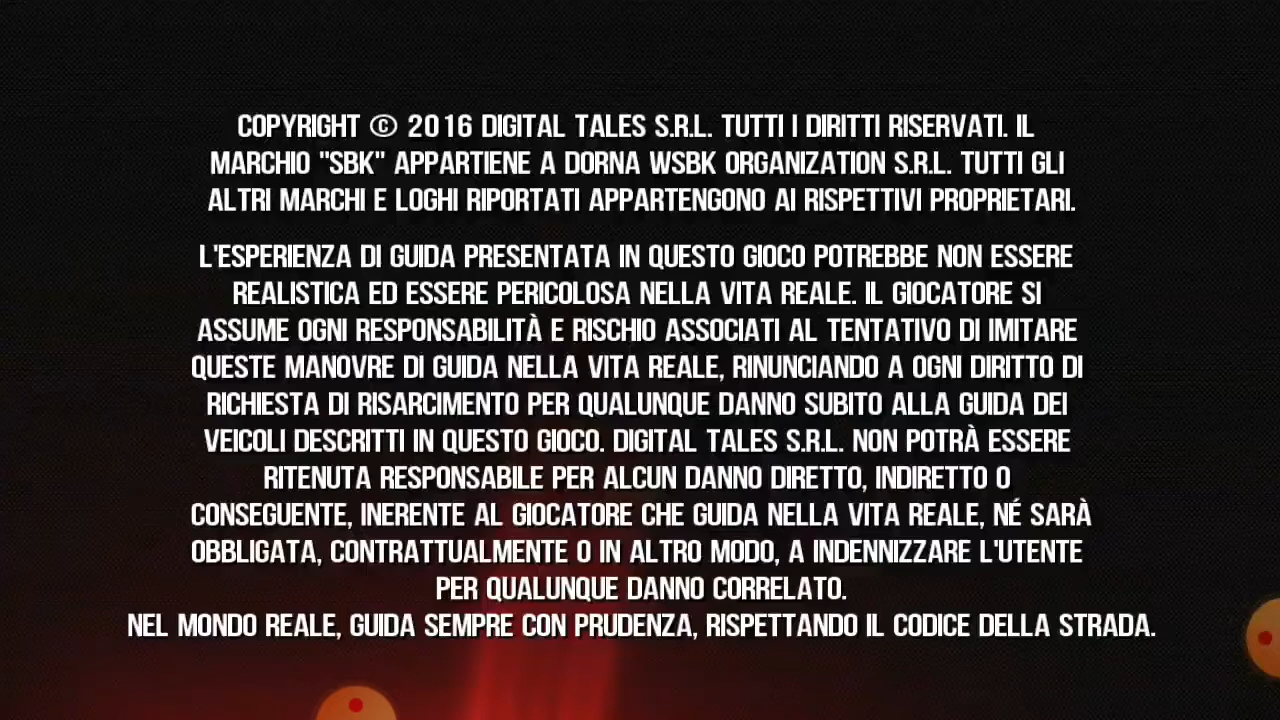 COPYRIGHT © 2016 DIGITAL TALES S.R.L. TUTTI I DIRITTI RISERVATI. IL
MARCHIO "SBK" APPARTIENE A DORNA WSBK ORGANIZATION S.R.L. TUTTI GLI
ALTRI MARCHI E LOGHI RIPORTATI APPARTENGONO AI RISPETTIVI PROPRIETARI.
L'ESPERIENZA DI GUIDA PRESENTATA IN QUESTO GIOCO POTREBBE NON ESSERE
REALISTICA ED ESSERE PERICOLOSA NELLA VITA REALE. IL GIOCATORE SI
ASSUME OGNI RESPONSABILITÀ E RISCHIO ASSOCIATI AL TENTATIVO DI IMITARE
QUESTE MANOVRE DI GUIDA NELLA VITA REALE, RINUNCIANDO A OGNI DIRITTO DI
RICHIESTA DI RISARCIMENTO PER QUALUNQUE DANNO SUBITO ALLA GUIDA DEI
VEICOLI DESCRITTI IN QUESTO GIOCO. DIGITAL TALES S.R.L. NON POTRÀ ESSERE
RITENUTA RESPONSABILE PER ALCUN DANNO DIRETTO, INDIRETTO O
CONSEGUENTE, INERENTE AL GIOCATORE CHE GUIDA NELLA VITA REALE, NÉ SARÀ
OBBLIGATA, CONTRATTUALMENTE O IN ALTRO MODO, A INDENNIZZARE L'UTENTE
PER QUALUNQUE DANNO CORRELATO.
NEL MONDO REALE, GUIDA SEMPRE CON PRUDENZA, RISPETTANDO IL CODICE DELLA STRADA.